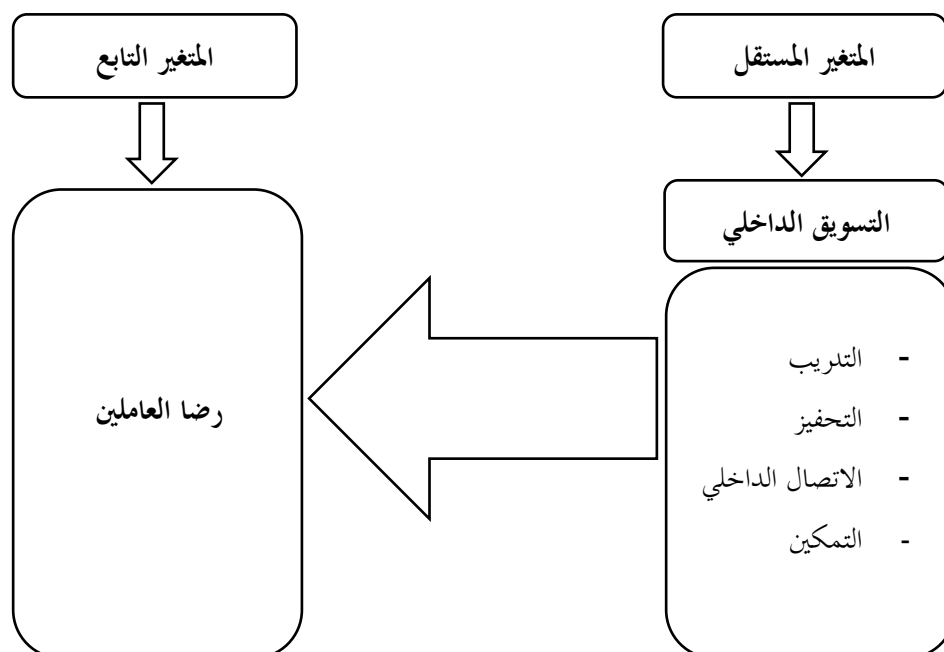 المتغير المستقل
المتغير التابع
التسويق الداخلي
- التدريب
- التحفيز
- الاتصال الداخلي
- التمكين
رضا العاملين